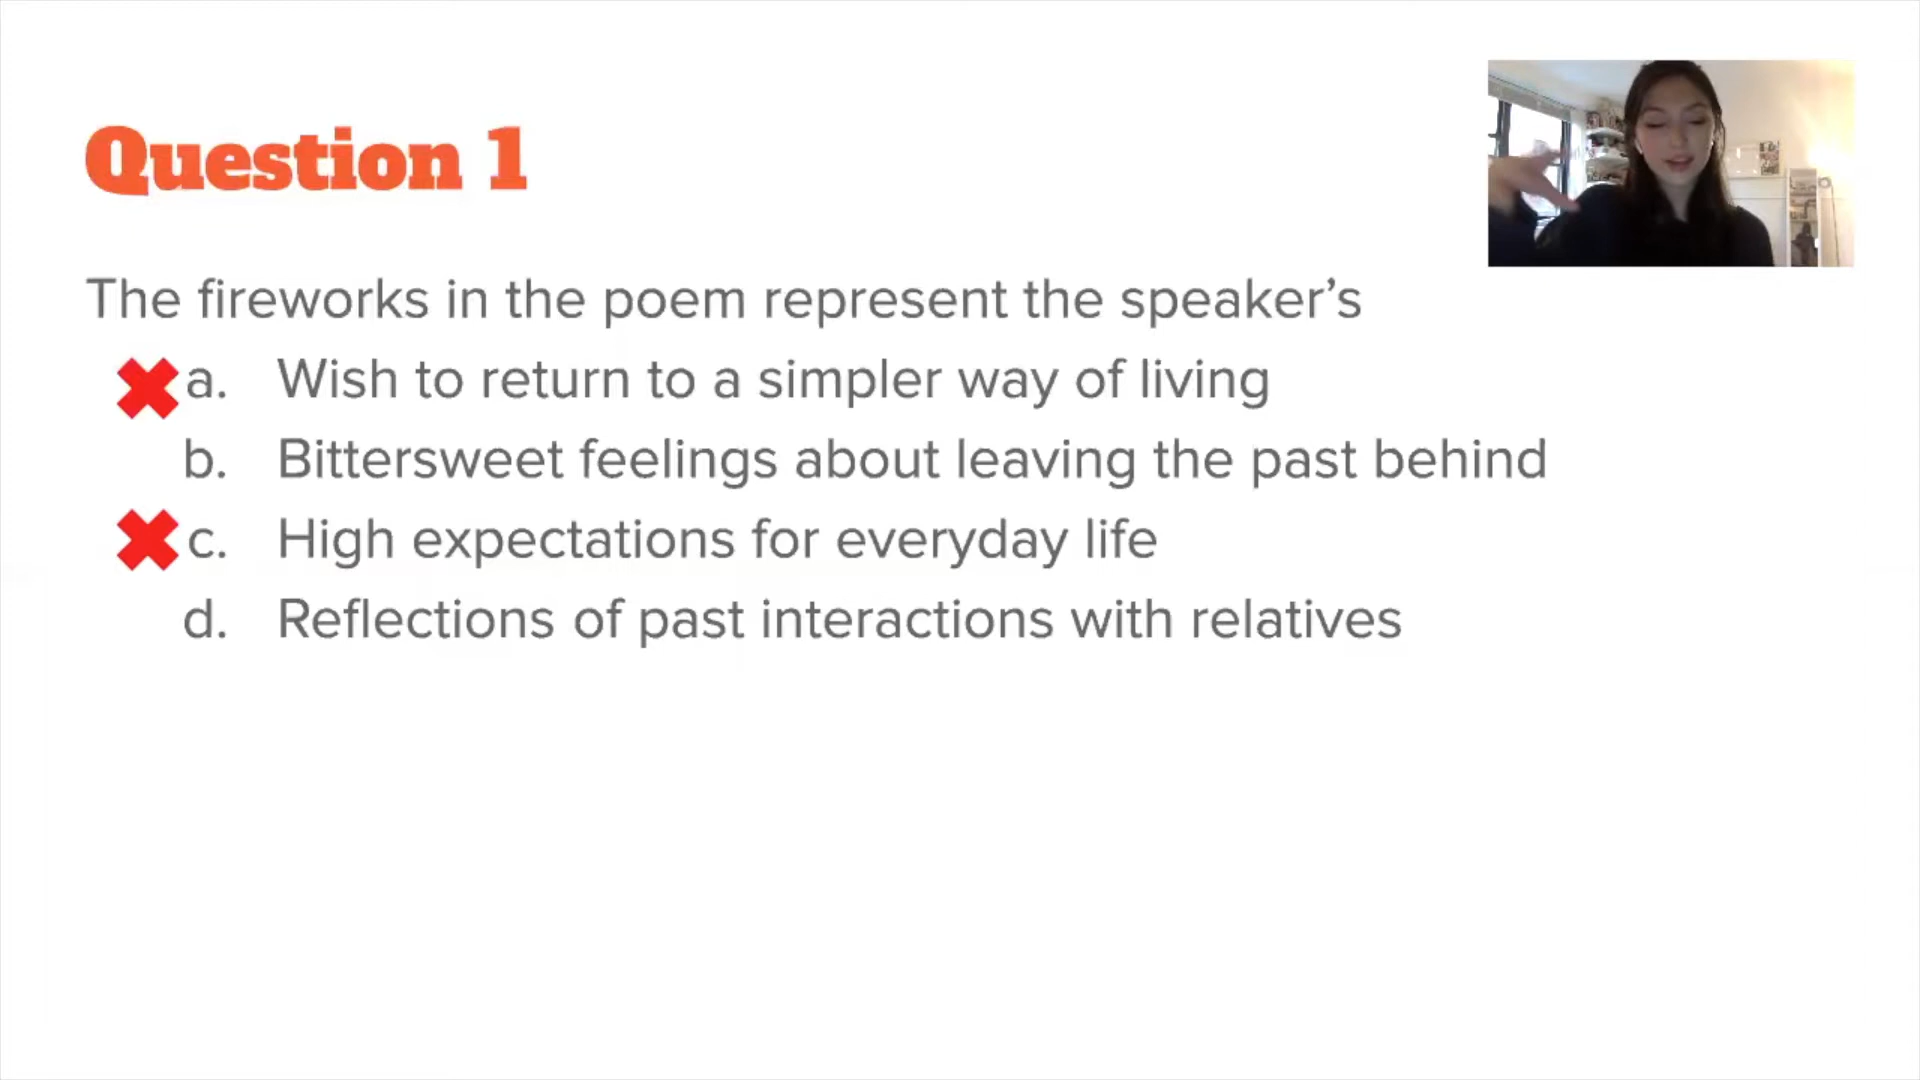 Question 1
The fireworks in the poem represent the speaker’s
a. Wish to return to a simpler way of living
b. Bittersweet feelings about leaving the past behind
c. High expectations for everyday life
d. Reflections of past interactions with relatives